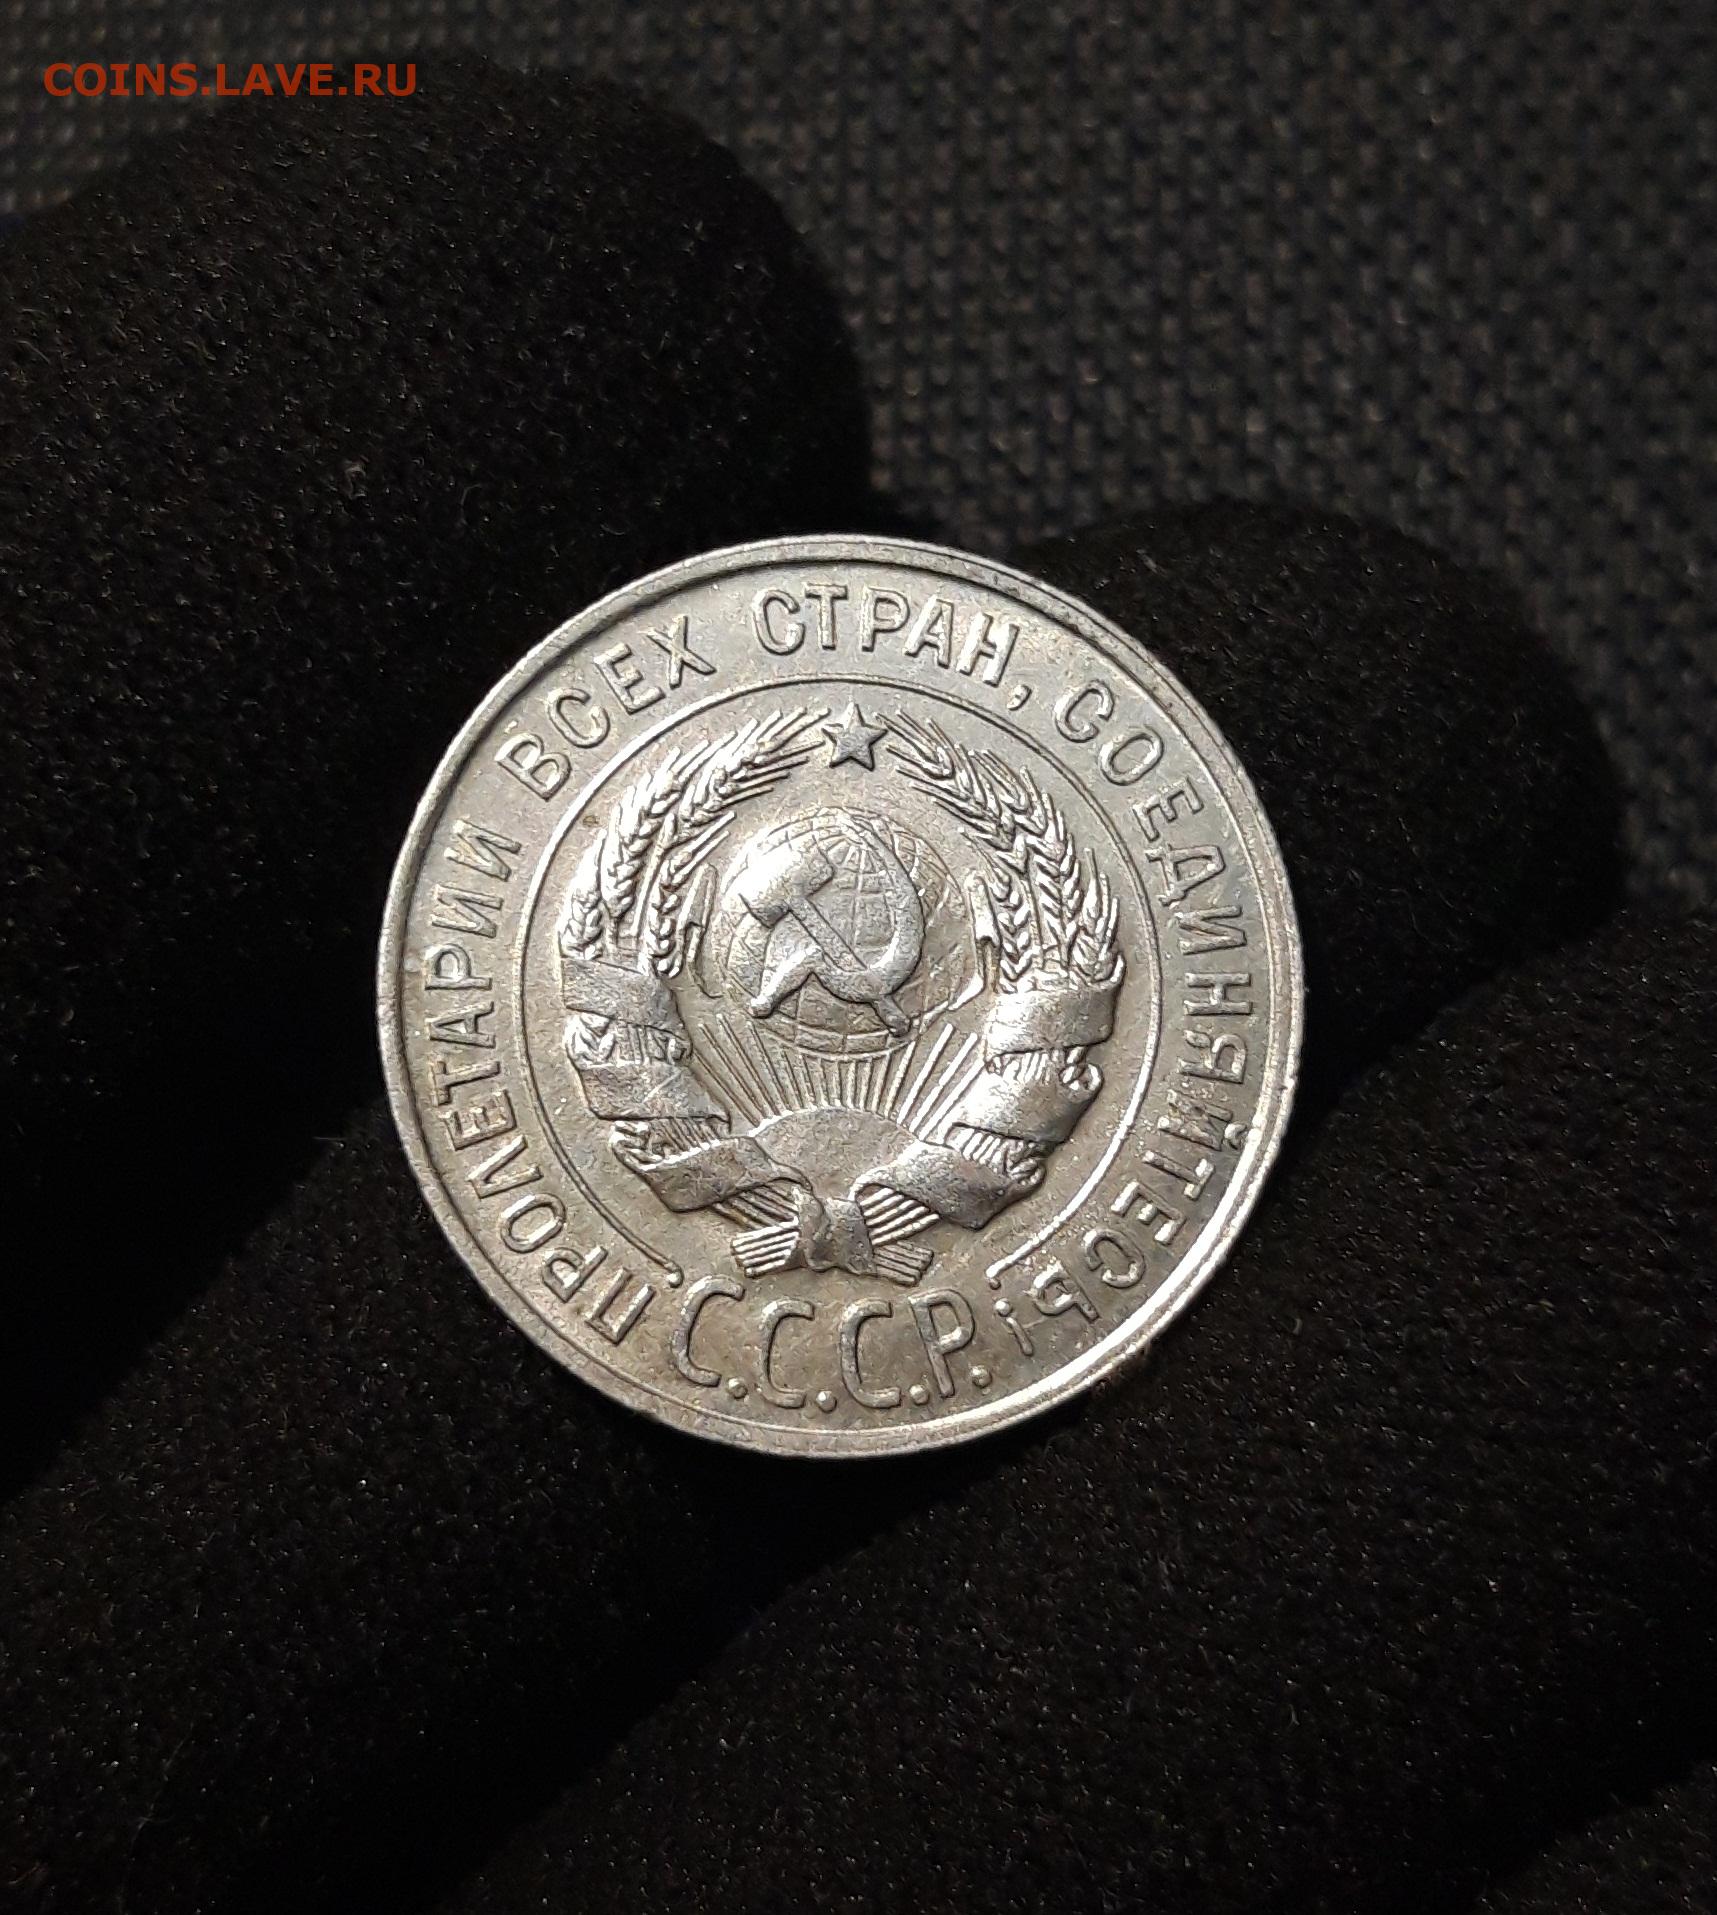 COINS.LAVE.RU
ПРОЛЕТАРИИ ВСЕХ СТРАН, СОЕДИНЯЙТЕСЬ!
С.С.С.Р.